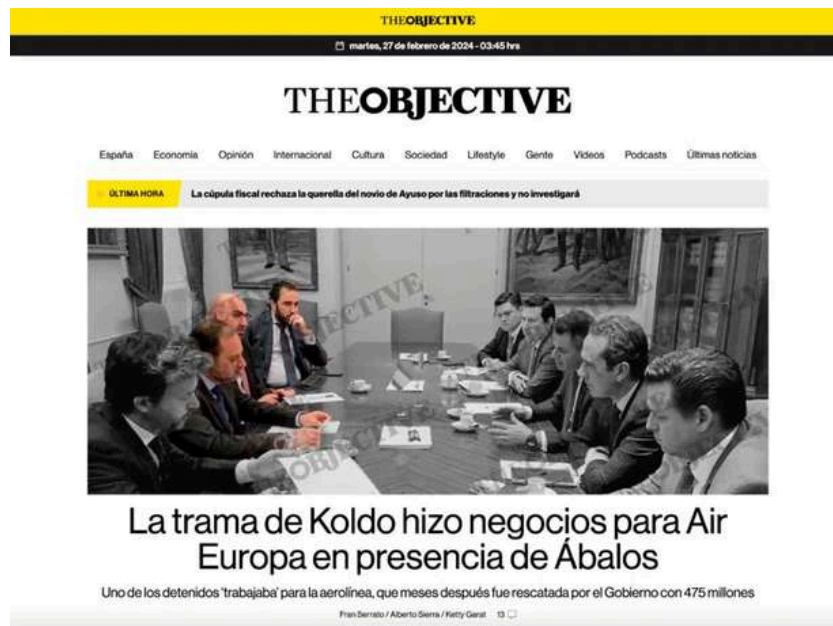 THEOBJECTIVE
martes, 27 de febrero de 2024 - 03:45 hrs
THEOBJECTIVE
España Economía Opinión Internacional Cultura Sociedad Lifestyle Gente Vídeos Podcasts Últimas noticias
ÚLTIMA HORA La cúpula fiscal rechaza la querella del novio de Ayuso por las filtraciones y no investigará
La trama de Koldo hizo negocios para Air
Europa en presencia de Ábalos
Uno de los detenidos 'trabajaba' para la aerolínea, que meses después fue rescatada por el Gobierno con 475 millones
Fran Serrato / Alberto Sierra / Ketty Garat 13